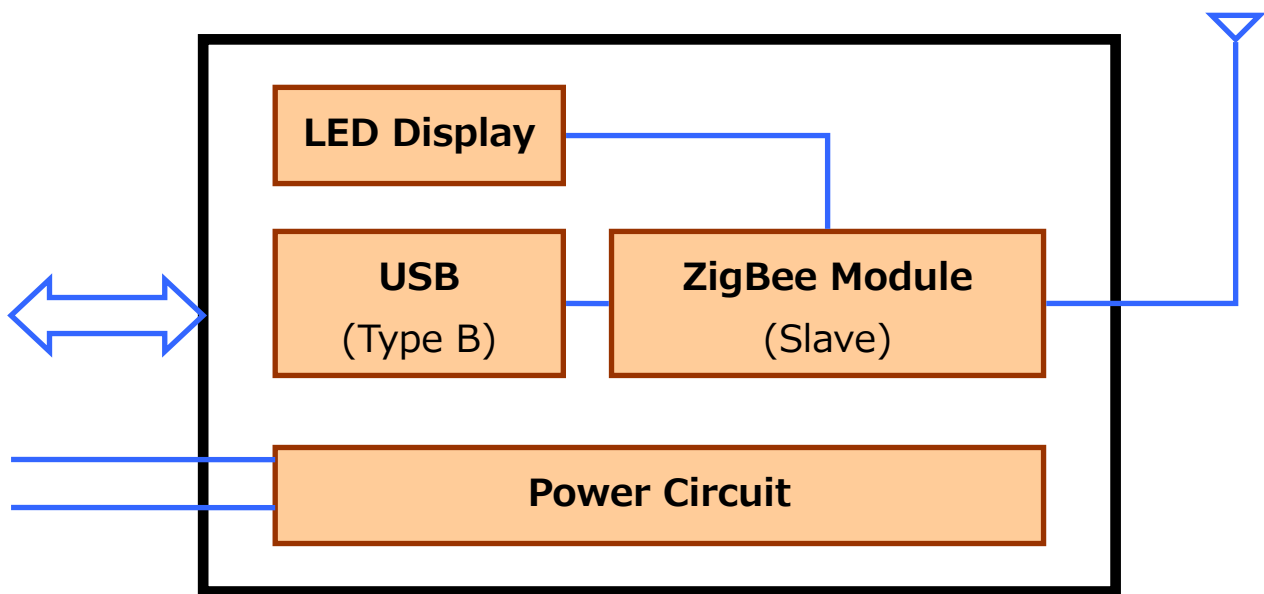 LED Display
USB
(Type B)
ZigBee Module
(Slave)
Power Circuit